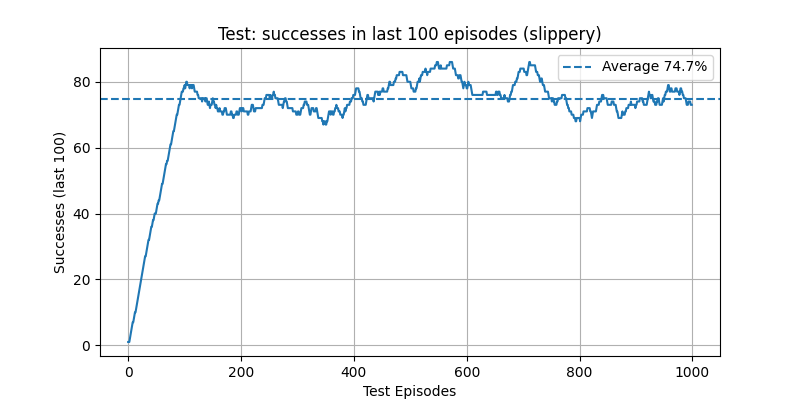 Test: successes in last 100 episodes (slippery)
Average 74.7%
Successes (last 100)
80
60
40
20
0
0 200 400 600 800 1000
Test Episodes